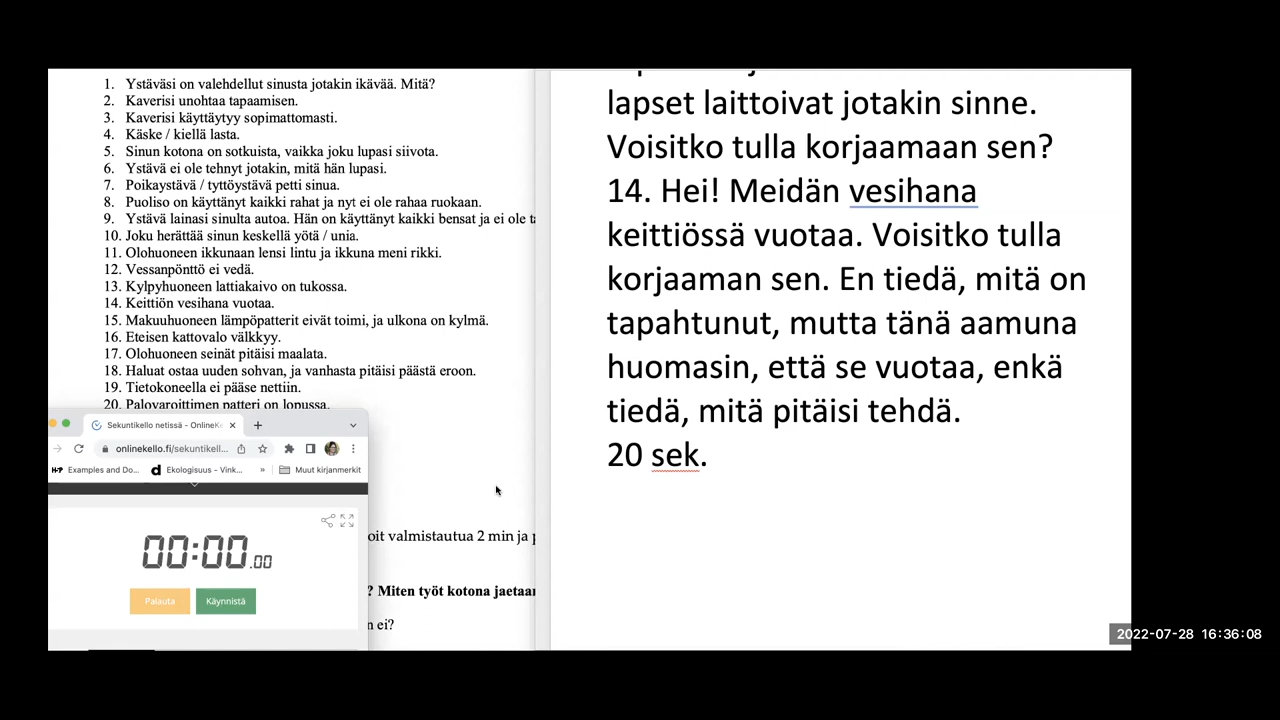 1. Ystäväsi on valehdellut sinusta jotakin ikävää. Mitä?
2. Kaverisi unohtaa tapaamisen.
3. Kaverisi käyttäytyy sopimattomasti.
4. Käske / kiellä lasta.
5. Sinun kotona on sotkuista, vaikka joku lupasi siivota.
6. Ystävä ei ole tehnyt jotakin, mitä hän lupasi.
7. Poikaystävä / tyttöystävä petti sinua.
8. Puoliso on käyttänyt kaikki rahat ja nyt ei ole rahaa ruokaan.
9. Ystävä lainasi sinulta autoa. Hän on käyttänyt kaikki bensat ja ei ole
10. Joku herättää sinun keskellä yötä / unia.
11. Olohuoneen ikkunaan lensi lintu ja ikkuna meni rikki.
12. Vessanpönttö ei vedä.
13. Kylpyhuoneen lattiakaivo on tukossa.
14. Keittiön vesihana vuotaa.
15. Makuuhuoneen lämpöpatterit eivät toimi, ja ulkona on kylmä.
16. Eteisen kattovalo välkkyy.
17. Olohuoneen seinät pitäisi maalata.
18. Haluat ostaa uuden sohvan, ja vanhasta pitäisi päästä eroon.
19. Tietokoneella ei pääse nettiin.
20. Palovaroittimen patteri on lopussa.
Sekuntikello netissä - OnlineK
onlinekello.fi/sekuntikell...
Examples and Do...
Ekologisuus - Vink...
»
Muut kirjanmerkit
00:00.00
Palauta
Käynnistä
oit valmistautua 2 min ja
? Miten työt kotona jaetaan
n ei?
lapset laittoivat jotakin sinne.
Voisitko tulla korjaamaan sen?
14. Hei! Meidän vesihana
keittiössä vuotaa. Voisitko tulla
korjaaman sen. En tiedä, mitä on
tapahtunut, mutta tänä aamuna
huomasin, että se vuotaa, enkä
tiedä, mitä pitäisi tehdä.
20 sek.
2022-07-28 16:36:08